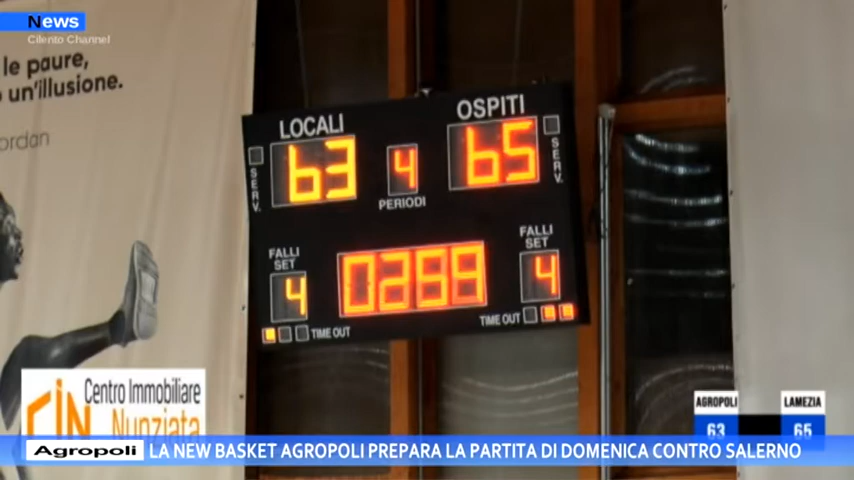 News
Cilento Channel
le paure,
o un'illusione.
ordan
LOCALI
OSPITI
63
4
65
SERV.
PERIODI
SERV.
FALLI
SET
FALLI
SET
4
4
TIME OUT
TIME OUT
CIN
Centro Immobiliare
Nunziata
AGROPOLI
LAMEZIA
63
65
Agropoli
LA NEW BASKET AGROPOLI PREPARA LA PARTITA DI DOMENICA CONTRO SALERNO